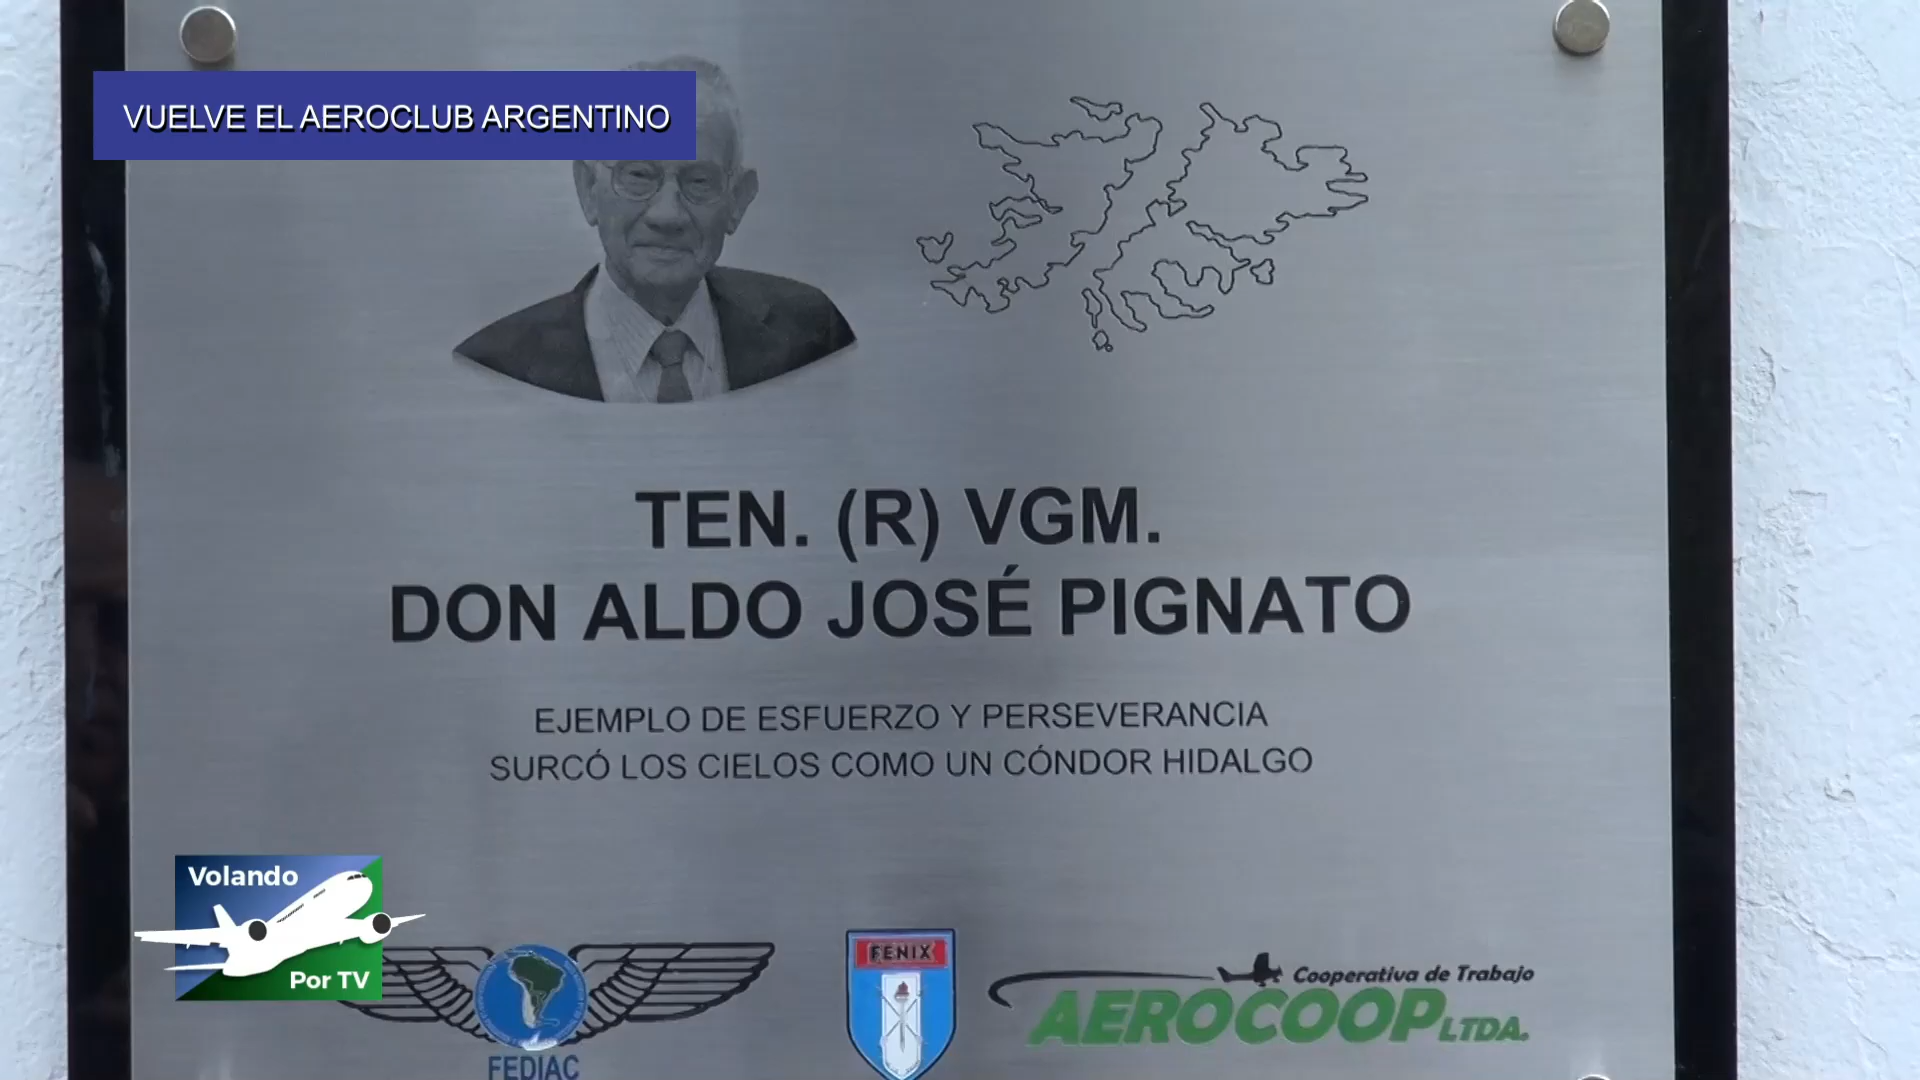 VUELVE EL AEROCLUB ARGENTINO
TEN. (R) VGM.
DON ALDO JOSÉ PIGNATO
EJEMPLO DE ESFUERZO Y PERSEVERANCIA
SURCÓ LOS CIELOS COMO UN CÓNDOR HIDALGO
Volando
Por TV
FEDIAC
FENIX
Cooperativa de Trabajo
AEROCOOP LTDA.